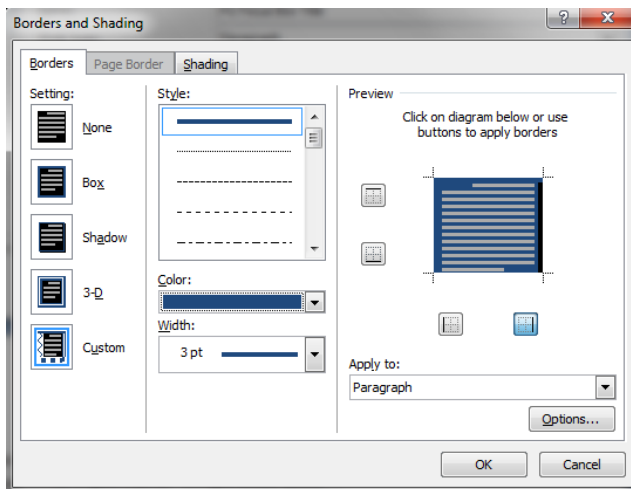 Borders and Shading
Borders
Page Border
Shading
Setting:
None
Box
Shadow
3-D
Custom
Style:
Color:
Width:
3 pt
Preview
Click on diagram below or use
buttons to apply borders
Apply to:
Paragraph
Options...
OK
Cancel